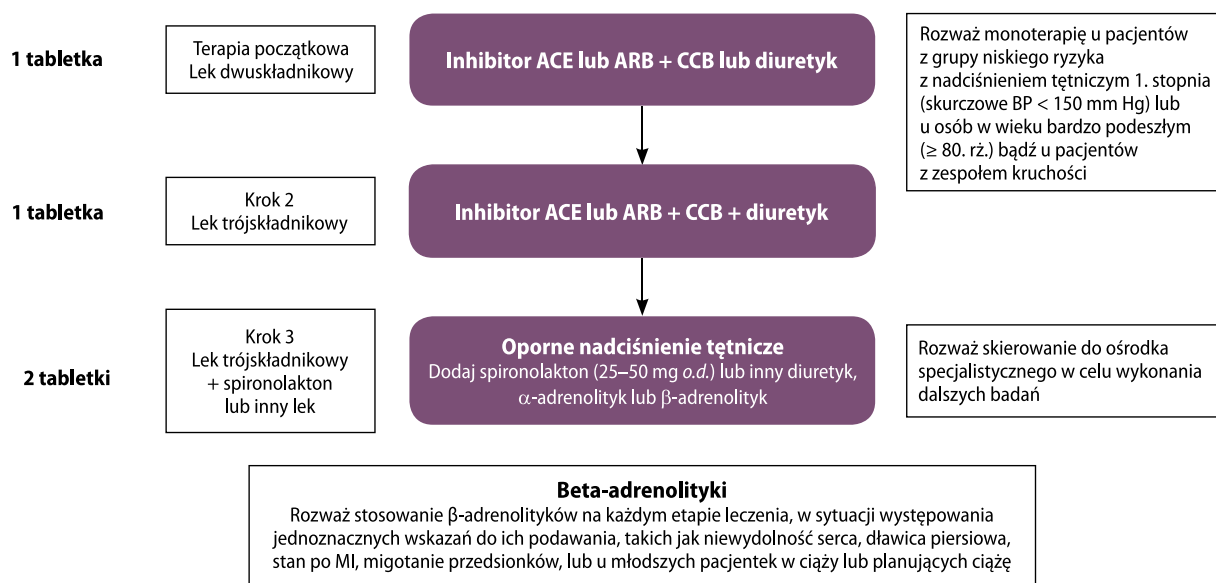 1 tabletka
Terapia początkowa
Lek dwuskładnikowy
Inhibitor ACE lub ARB + CCB lub diuretyk
Rozważ monoterapię u pacjentów
z grupy niskiego ryzyka
z nadciśnieniem tętniczym 1. stopnia
(skurczowe BP < 150 mm Hg) lub
u osób w wieku bardzo podeszłym
(≥ 80. rż.) bądź u pacjentów
z zespołem kruchości
1 tabletka
Krok 2
Lek trójskładnikowy
Inhibitor ACE lub ARB + CCB + diuretyk
2 tabletki
Krok 3
Lek trójskładnikowy
+ spironolakton
lub inny lek
Oporne nadciśnienie tętnicze
Dodaj spironolakton (25–50 mg o.d.) lub inny diuretyk,
α-adrenolityk lub β-adrenolityk
Rozważ skierowanie do ośrodka
specjalistycznego w celu wykonania
dalszych badań
Beta-adrenolityki
Rozważ stosowanie β-adrenolityków na każdym etapie leczenia, w sytuacji występowania
jednoznacznych wskazań do ich podawania, takich jak niewydolność serca, dławica piersiowa,
stan po MI, migotanie przedsionków, lub u młodszych pacjentek w ciąży lub planujących ciążę